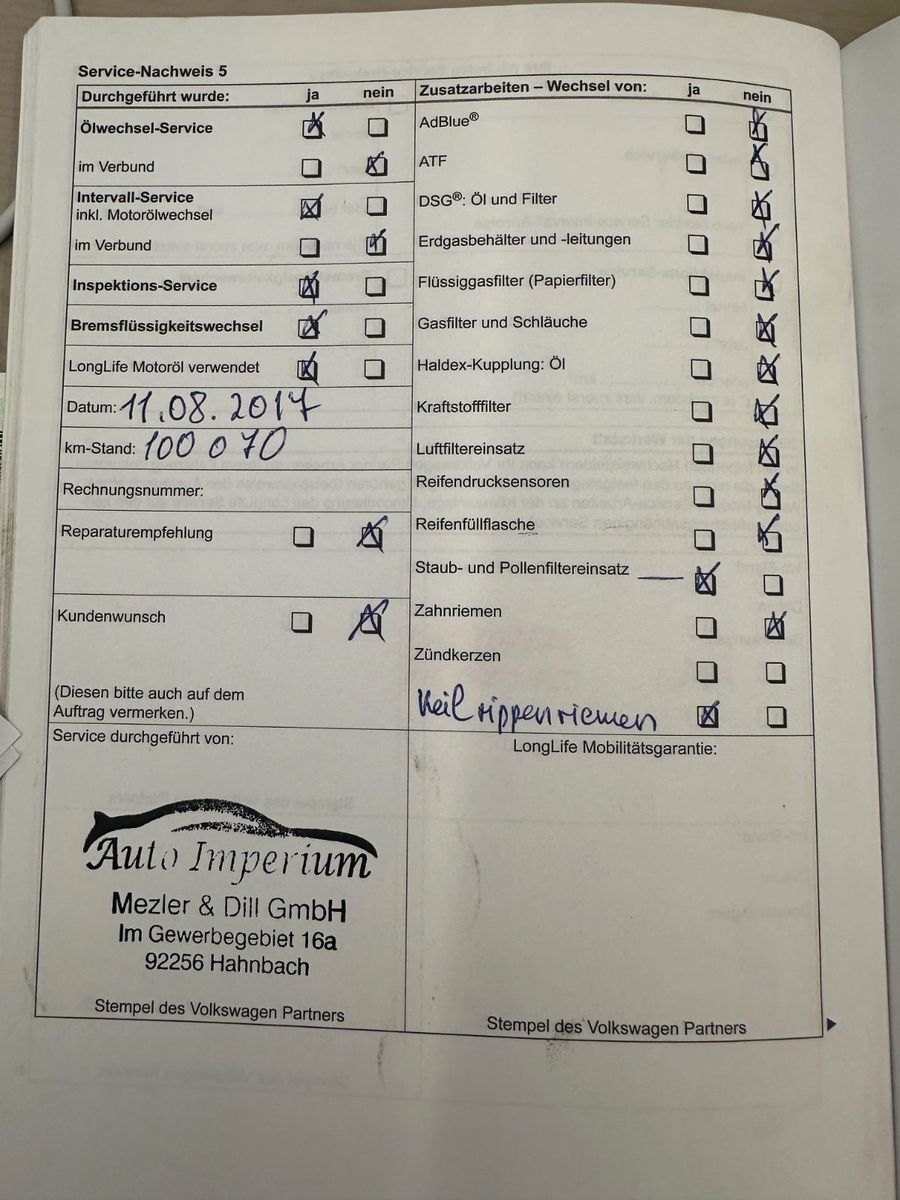 Service-Nachweis 5
Durchgeführt wurde: ja nein
Ölwechsel-Service
im Verbund
Intervall-Service
inkl. Motorölwechsel
im Verbund
Inspektions-Service
Bremsflüssigkeitswechsel
LongLife Motoröl verwendet
Datum: 11.08.2017
km-Stand: 100 070
Rechnungsnummer:
Reparaturempfehlung
Kundenwunsch
(Diesen bitte auch auf dem
Auftrag vermerken.)
Zusatzarbeiten – Wechsel von: ja nein
AdBlue®
ATF
DSG®: Öl und Filter
Erdgasbehälter und -leitungen
Flüssiggasfilter (Papierfilter)
Gasfilter und Schläuche
Haldex-Kupplung: Öl
Kraftstofffilter
Luftfiltereinsatz
Reifendrucksensoren
Reifenfüllflasche
Staub- und Pollenfiltereinsatz
Zahnriemen
Zündkerzen
Keilrippenriemen
Service durchgeführt von:
Auto Imperium
Mezler & Dill GmbH
Im Gewerbegebiet 16a
92256 Hahnbach
Stempel des Volkswagen Partners
LongLife Mobilitätsgarantie:
Stempel des Volkswagen Partners